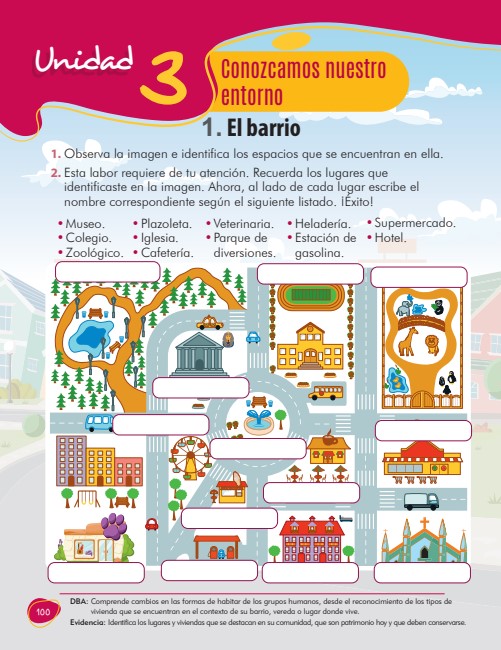 Unidad
3
Conozcamos nuestro
entorno
1. El barrio
1. Observa la imagen e identifica los espacios que se encuentran en ella.
2. Esta labor requiere de tu atención. Recuerda los lugares que
identificaste en la imagen. Ahora, al lado de cada lugar escribe el
nombre correspondiente según el siguiente listado. ¡Éxito!
• Museo. • Plazoleta. • Veterinaria. • Heladería. • Supermercado.
• Colegio. • Iglesia. • Parque de Estación de • Hotel.
• Zoológico. • Cafetería. diversiones. gasolina.
DBA: Comprende cambios en las formas de habitar de los grupos humanos, desde el reconocimiento de los tipos de
vivienda que se encuentran en el contexto de su barrio, vereda o lugar donde vive.
Evidencia: Identifica los lugares y viviendas que se destacan en su comunidad, que son patrimonio hoy y que deben conservarse.
100